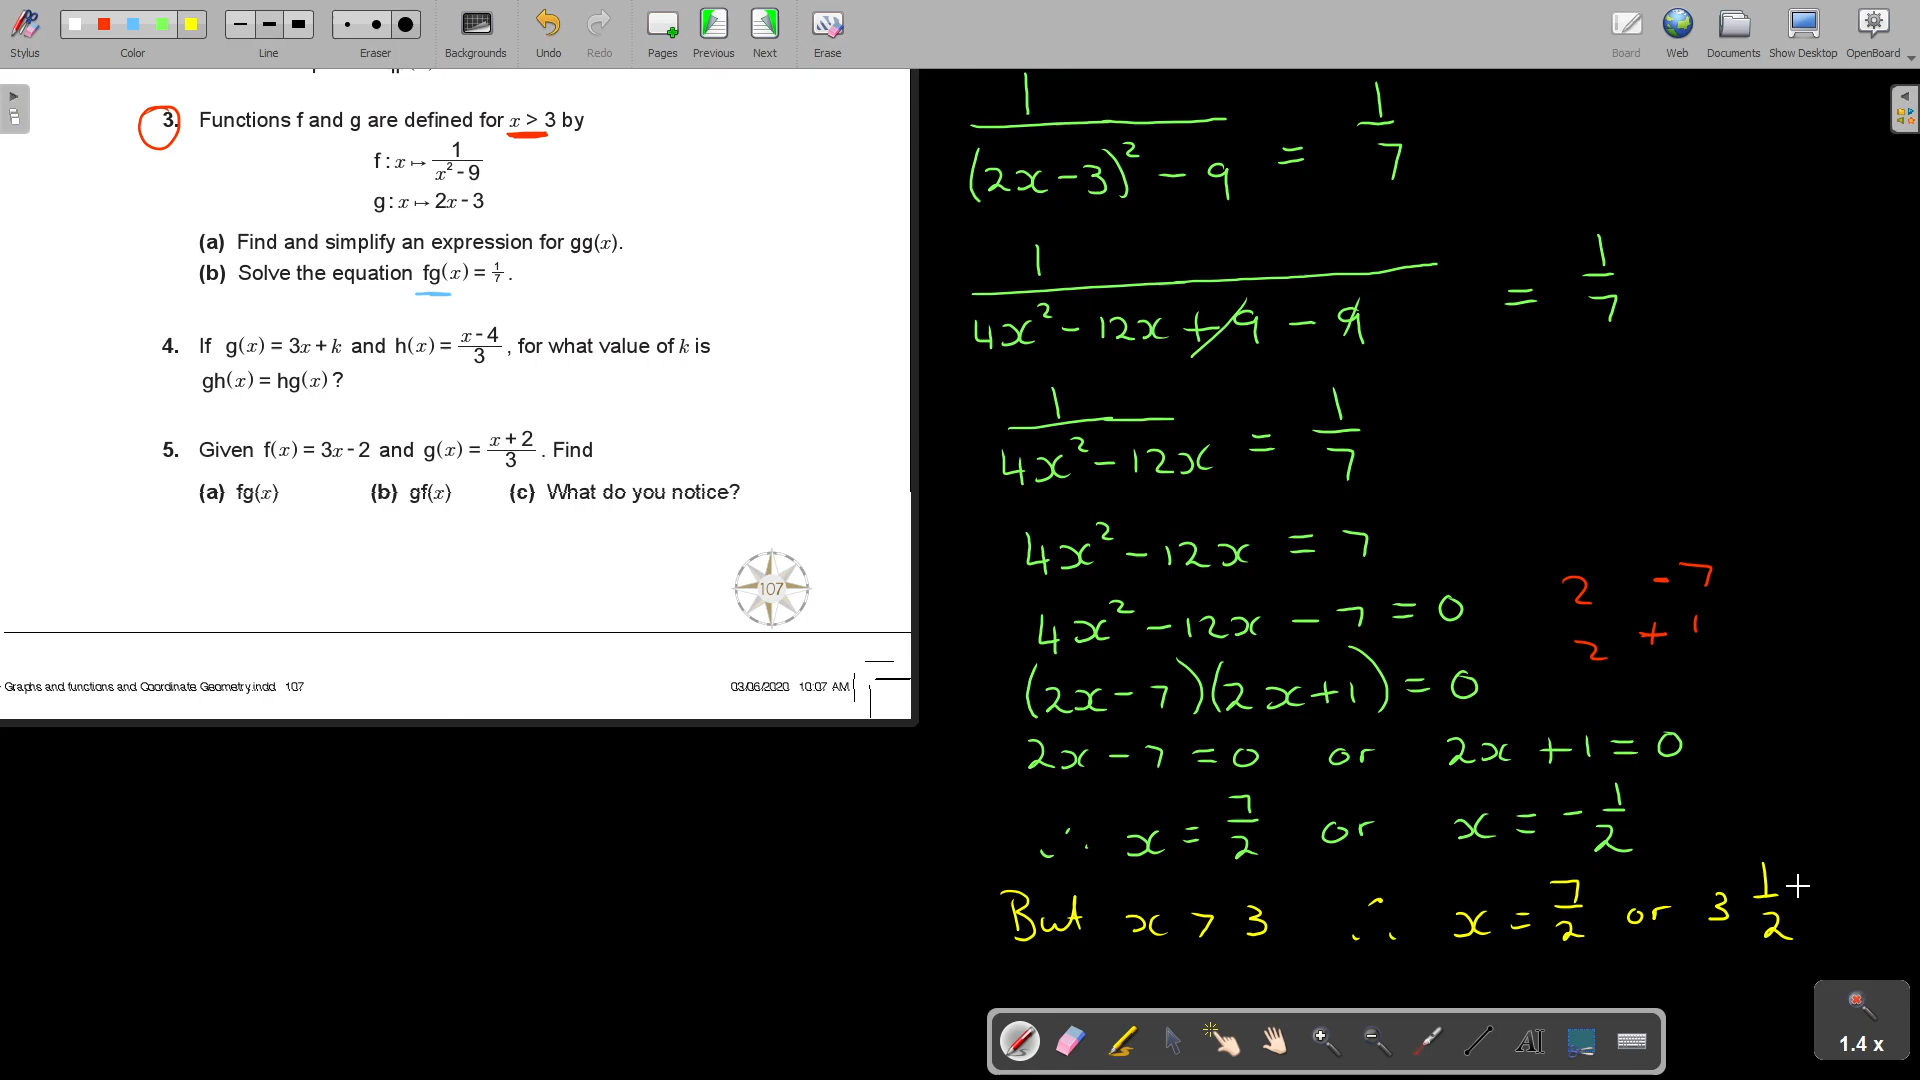 Stylus Color Line Eraser Backgrounds Undo Redo Pages Previous Next Erase Board Web Documents Show Desktop OpenBoard
3. Functions f and g are defined for x > 3 by
f : x ↦ 1/(x² - 9)
g : x ↦ 2x - 3
(a) Find and simplify an expression for gg(x).
(b) Solve the equation fg(x) = 1/7 .
4. If g(x) = 3x + k and h(x) = (x - 4)/3 , for what value of k is
gh(x) = hg(x) ?
5. Given f(x) = 3x - 2 and g(x) = (x + 2)/3 . Find
(a) fg(x) (b) gf(x) (c) What do you notice?
107
Graphs and functions and Coordinate Geometry.indd 107 03/06/2020 10:07 AM
1/((2x - 3)² - 9) = 1/7
1/(4x² - 12x + 9 - 9) = 1/7
1/(4x² - 12x) = 1/7
4x² - 12x = 7
4x² - 12x - 7 = 0
2 - 7
2 + 1
(2x - 7)(2x + 1) = 0
2x - 7 = 0 or 2x + 1 = 0
∴ x = 7/2 or x = - 1/2
But x > 3 ∴ x = 7/2 or 3 1/2
1.4 x